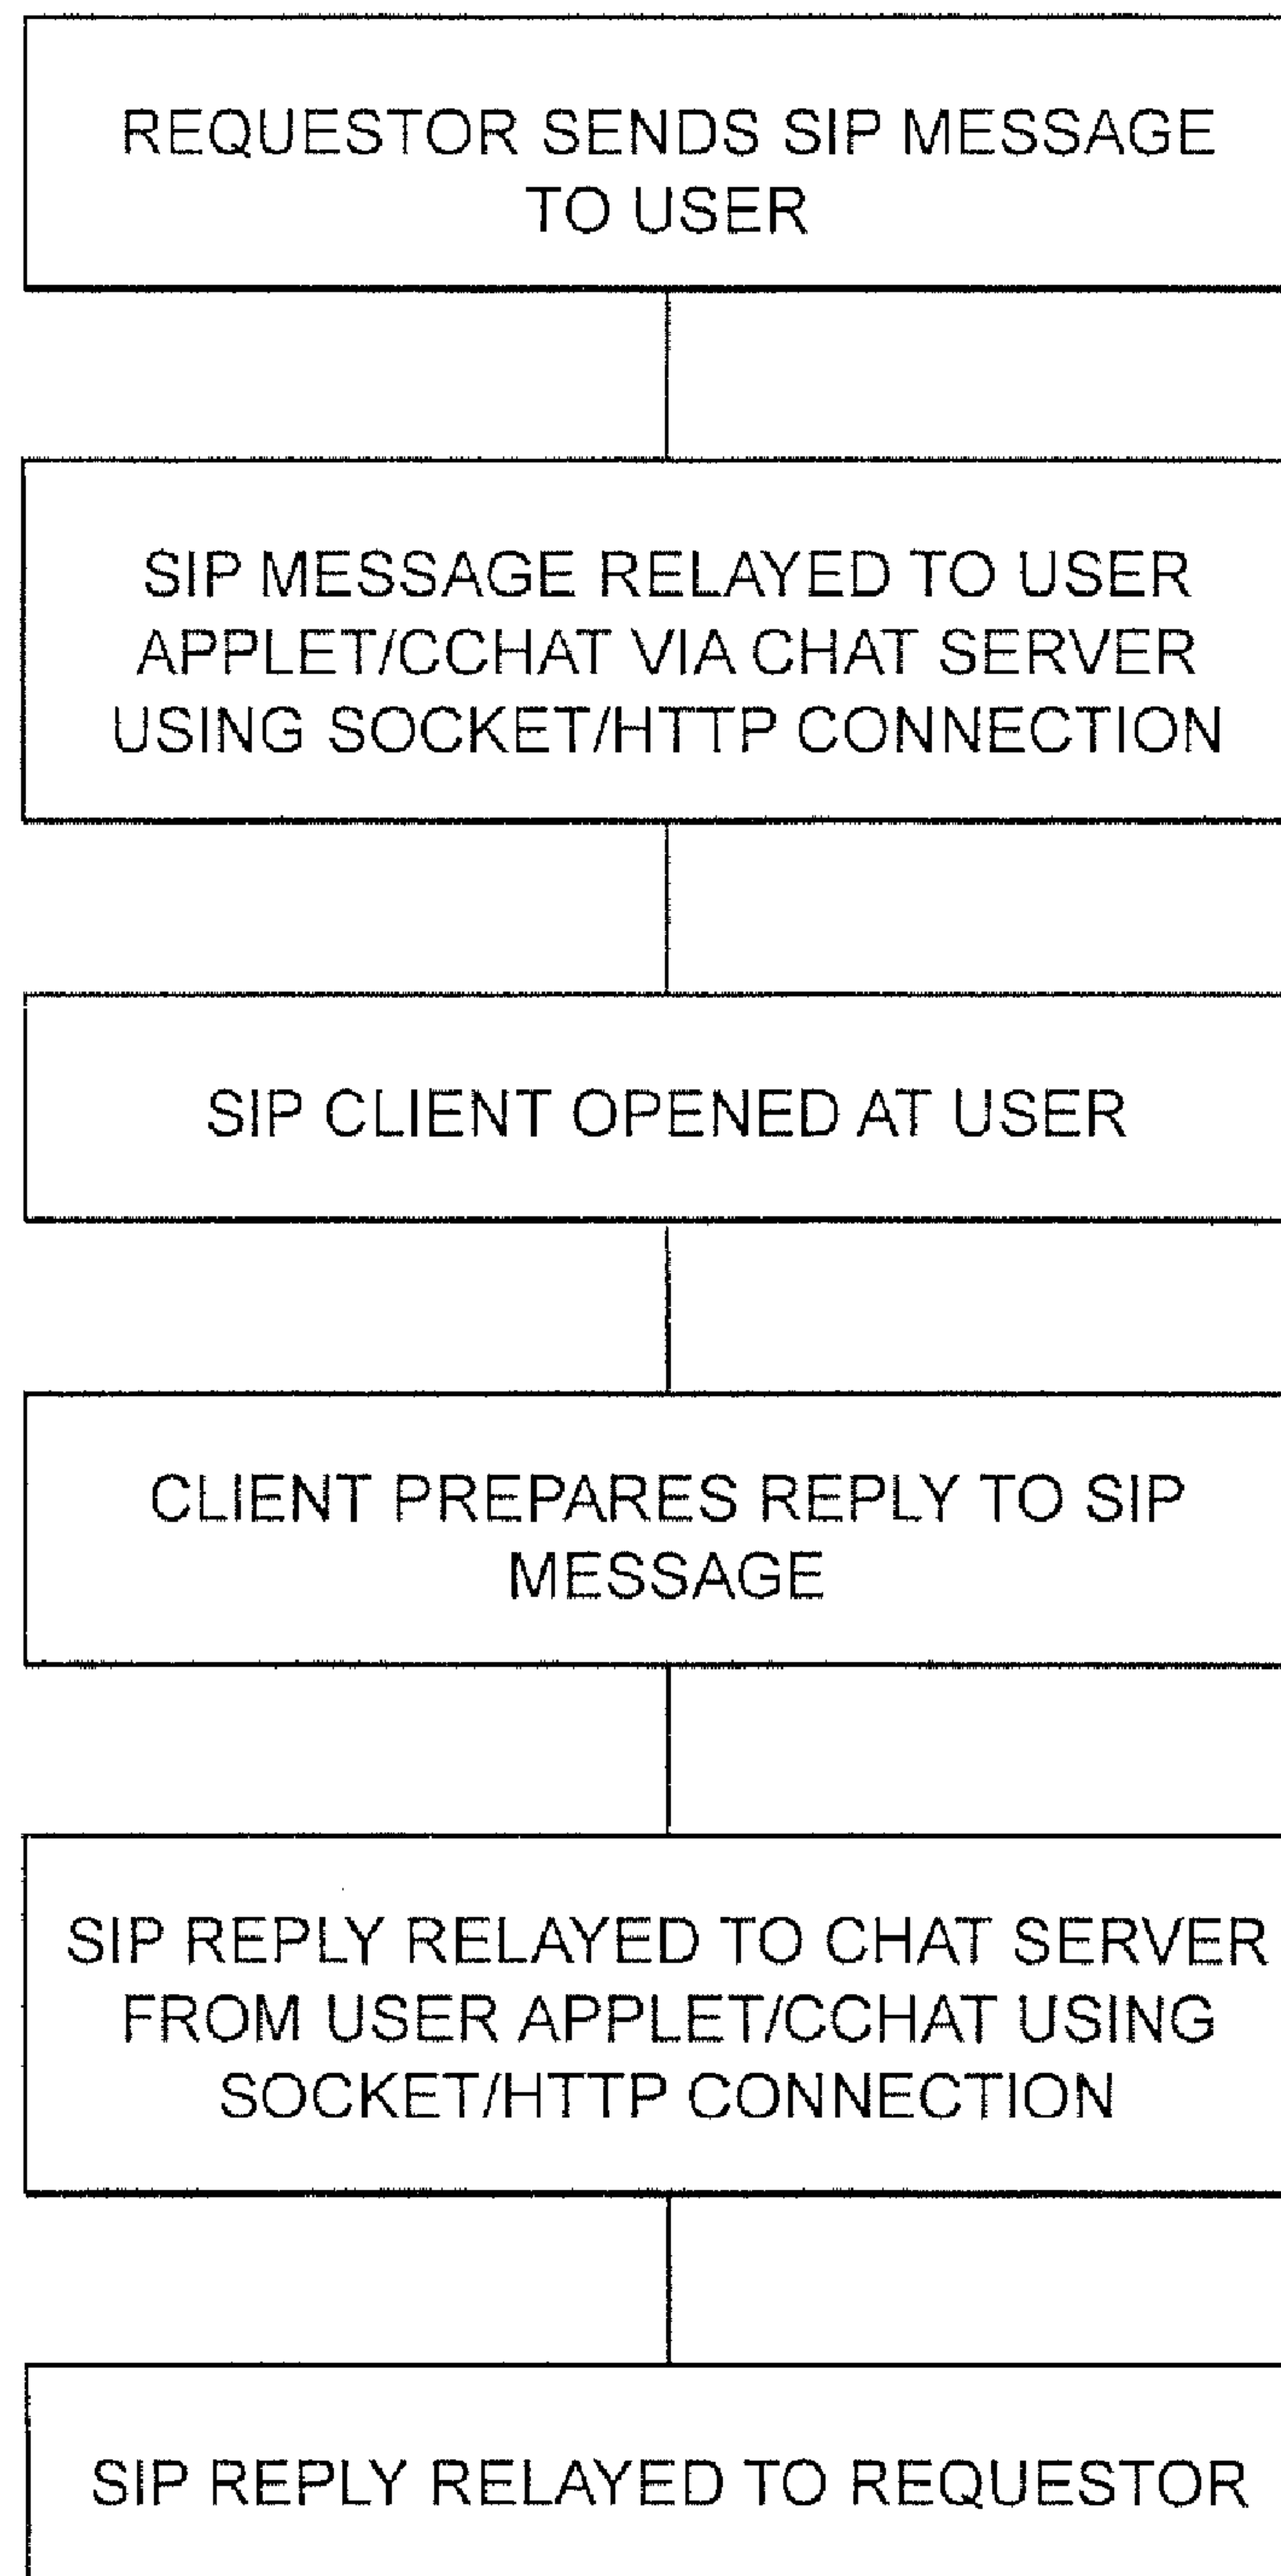 REQUESTOR SENDS SIP MESSAGE
TO USER
SIP MESSAGE RELAYED TO USER
APPLET/CCHAT VIA CHAT SERVER
USING SOCKET/HTTP CONNECTION
SIP CLIENT OPENED AT USER
CLIENT PREPARES REPLY TO SIP
MESSAGE
SIP REPLY RELAYED TO CHAT SERVER
FROM USER APPLET/CCHAT USING
SOCKET/HTTP CONNECTION
SIP REPLY RELAYED TO REQUESTOR